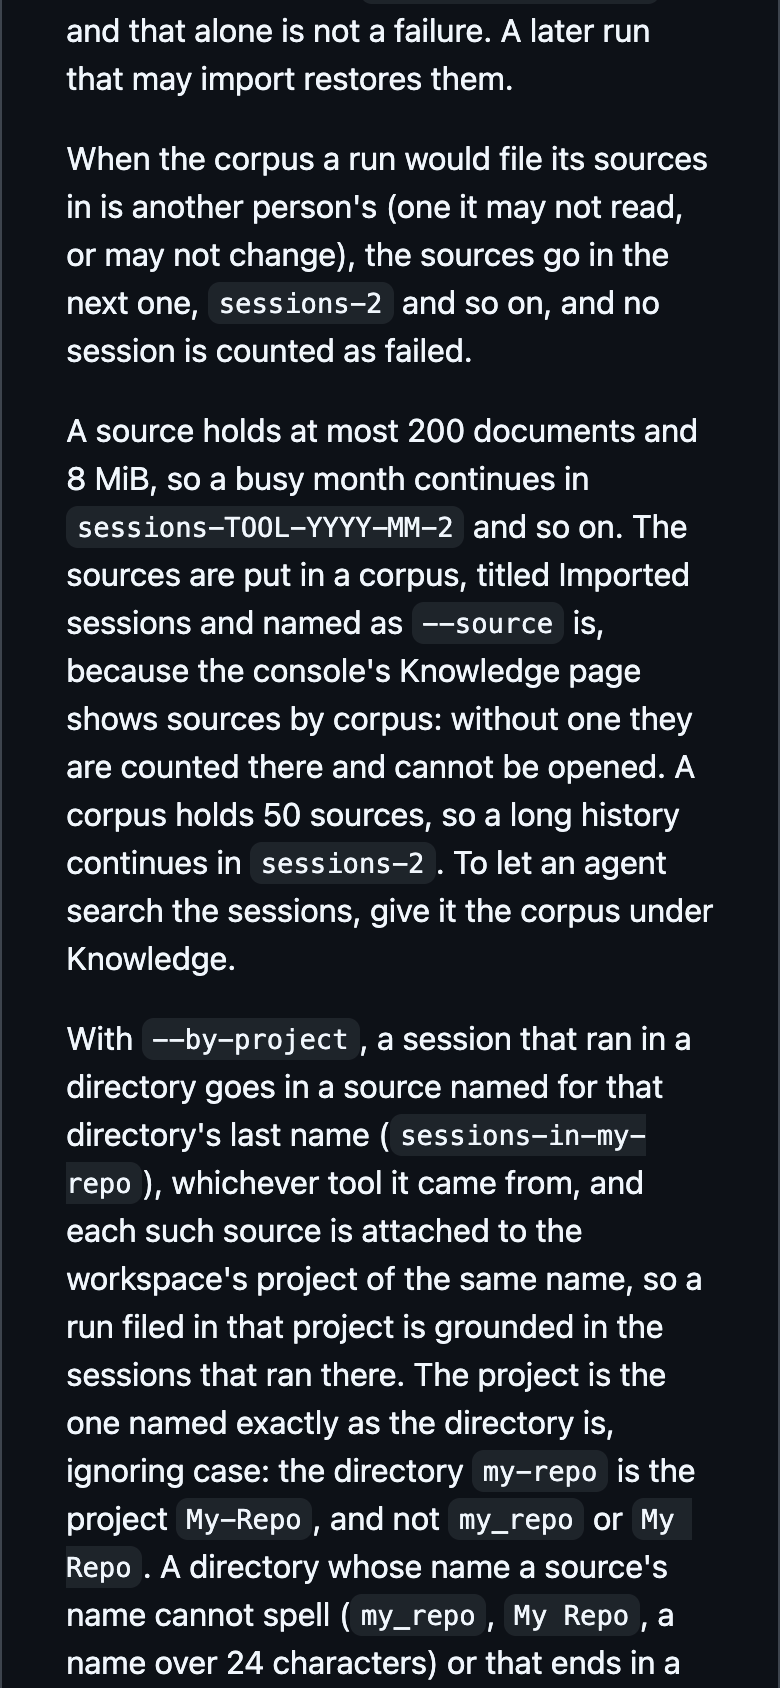 and that alone is not a failure. A later run
that may import restores them.
When the corpus a run would file its sources
in is another person's (one it may not read,
or may not change), the sources go in the
next one, sessions-2 and so on, and no
session is counted as failed.
A source holds at most 200 documents and
8 MiB, so a busy month continues in
sessions-TOOL-YYYY-MM-2 and so on. The
sources are put in a corpus, titled Imported
sessions and named as --source is,
because the console's Knowledge page
shows sources by corpus: without one they
are counted there and cannot be opened. A
corpus holds 50 sources, so a long history
continues in sessions-2. To let an agent
search the sessions, give it the corpus under
Knowledge.
With --by-project, a session that ran in a
directory goes in a source named for that
directory's last name (sessions-in-my-
repo), whichever tool it came from, and
each such source is attached to the
workspace's project of the same name, so a
run filed in that project is grounded in the
sessions that ran there. The project is the
one named exactly as the directory is,
ignoring case: the directory my-repo is the
project My-Repo, and not my_repo or My
Repo. A directory whose name a source's
name cannot spell (my_repo, My Repo, a
name over 24 characters) or that ends in a